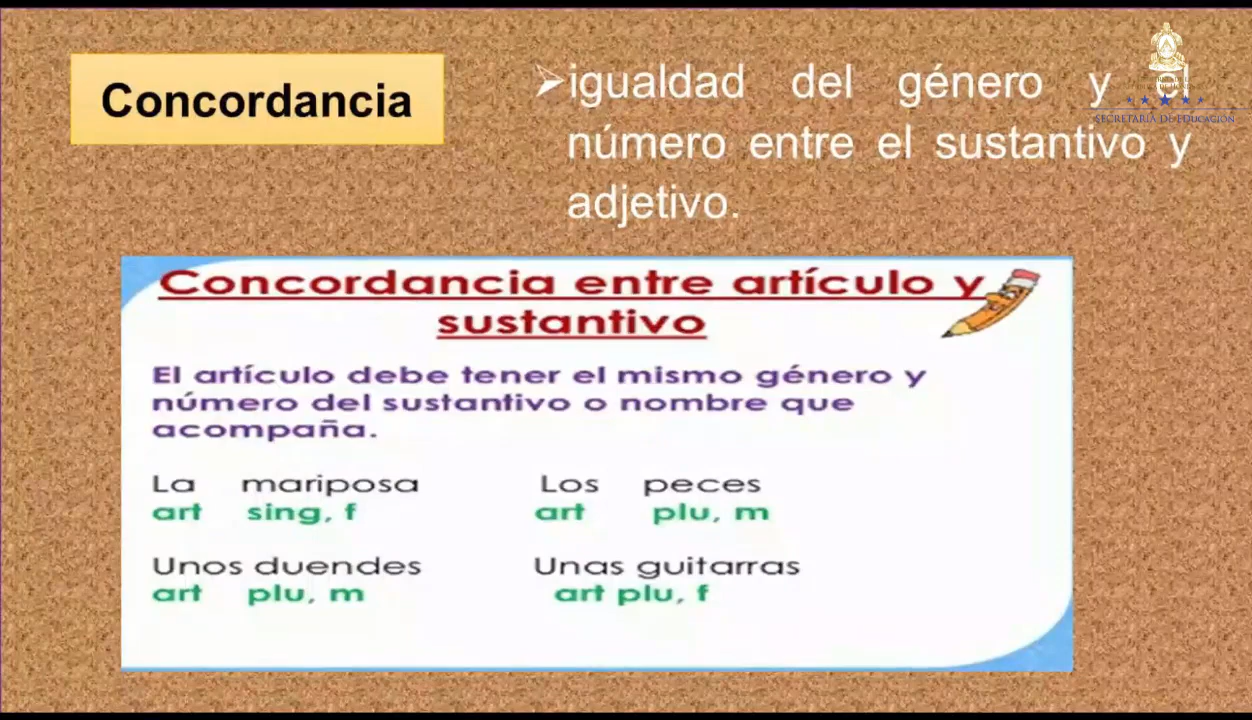 Concordancia
➢igualdad del género y el
número entre el sustantivo y
adjetivo.
SECRETARÍA DE EDUCACIÓN
Concordancia entre artículo y
sustantivo
El artículo debe tener el mismo género y
número del sustantivo o nombre que
acompaña.
La mariposa Los peces
art sing, f art plu, m
Unos duendes Unas guitarras
art plu, m art plu, f